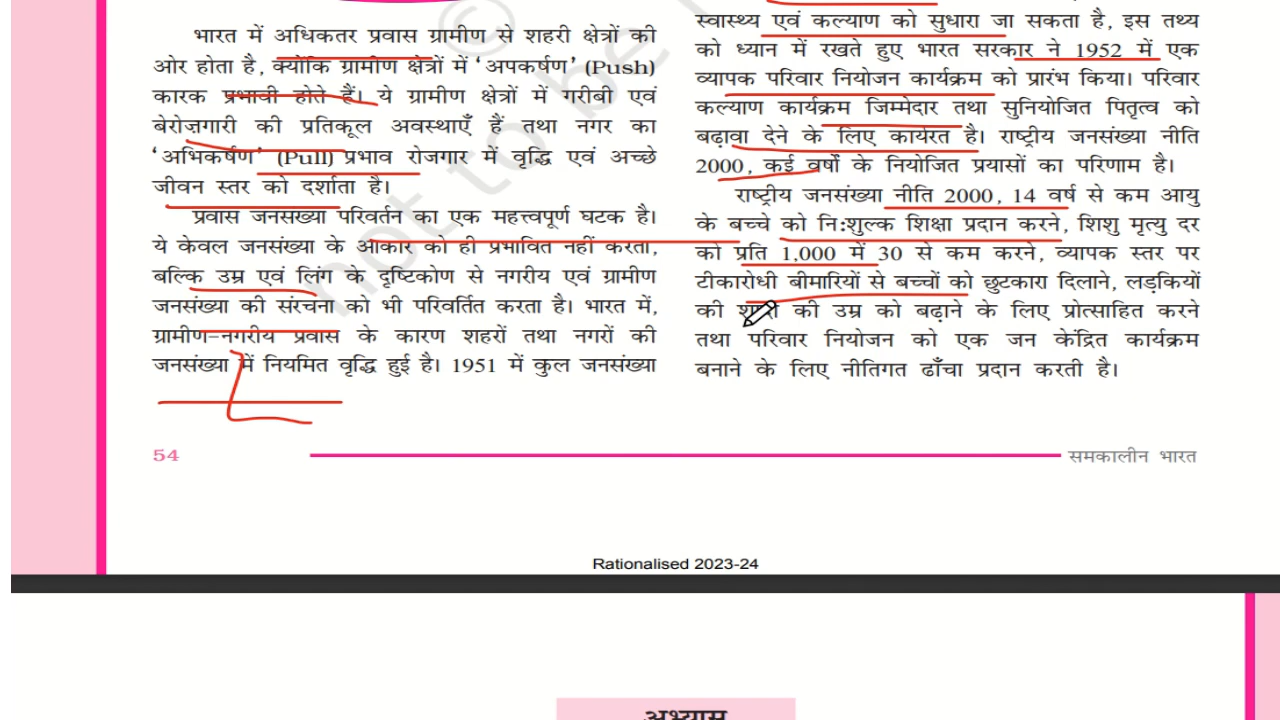 भारत में अधिकतर प्रवास ग्रामीण से शहरी क्षेत्रों की
ओर होता है, क्योंकि ग्रामीण क्षेत्रों में 'अपकर्षण' (Push)
कारक प्रभावी होते हैं। ये ग्रामीण क्षेत्रों में गरीबी एवं
बेरोज़गारी की प्रतिकूल अवस्थाएँ हैं तथा नगर का
'अभिकर्षण' (Pull) प्रभाव रोजगार में वृद्धि एवं अच्छे
जीवन स्तर को दर्शाता है।
प्रवास जनसंख्या परिवर्तन का एक महत्त्वपूर्ण घटक है।
ये केवल जनसंख्या के आकार को ही प्रभावित नहीं करता,
बल्कि उम्र एवं लिंग के दृष्टिकोण से नगरीय एवं ग्रामीण
जनसंख्या की संरचना को भी परिवर्तित करता है। भारत में,
ग्रामीण-नगरीय प्रवास के कारण शहरों तथा नगरों की
जनसंख्या में नियमित वृद्धि हुई है। 1951 में कुल जनसंख्या
स्वास्थ्य एवं कल्याण को सुधारा जा सकता है, इस तथ्य
को ध्यान में रखते हुए भारत सरकार ने 1952 में एक
व्यापक परिवार नियोजन कार्यक्रम को प्रारंभ किया। परिवार
कल्याण कार्यक्रम जिम्मेदार तथा सुनियोजित पितृत्व को
बढ़ावा देने के लिए कार्यरत है। राष्ट्रीय जनसंख्या नीति
2000, कई वर्षों के नियोजित प्रयासों का परिणाम है।
राष्ट्रीय जनसंख्या नीति 2000, 14 वर्ष से कम आयु
के बच्चे को नि:शुल्क शिक्षा प्रदान करने, शिशु मृत्यु दर
को प्रति 1,000 में 30 से कम करने, व्यापक स्तर पर
टीकारोधी बीमारियों से बच्चों को छुटकारा दिलाने, लड़कियों
की शादी की उम्र को बढ़ाने के लिए प्रोत्साहित करने
तथा परिवार नियोजन को एक जन केंद्रित कार्यक्रम
बनाने के लिए नीतिगत ढाँचा प्रदान करती है।
54
समकालीन भारत
Rationalised 2023-24
अभ्यास
not to be